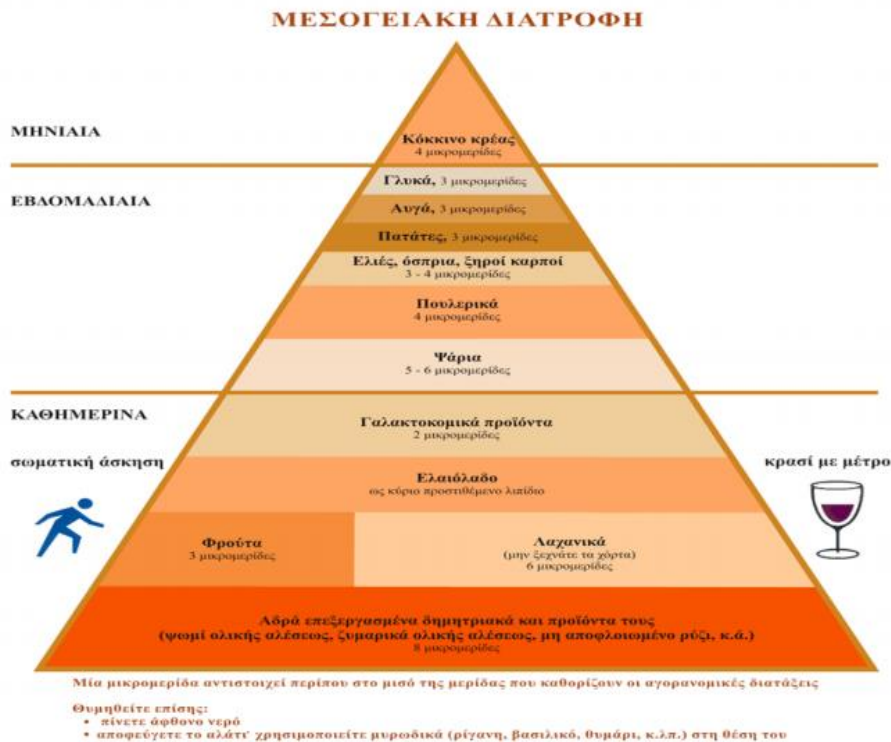 ΜΕΣΟΓΕΙΑΚΗ ΔΙΑΤΡΟΦΗ
ΜΗΝΙΑΙΑ
Κόκκινο κρέας
4 μικρομερίδες
ΕΒΔΟΜΑΔΙΑΙΑ
Γλυκά, 3 μικρομερίδες
Αυγά, 3 μικρομερίδες
Πατάτες, 3 μικρομερίδες
Ελιές, όσπρια, ξηροί καρποί
3 - 4 μικρομερίδες
Πουλερικά
4 μικρομερίδες
Ψάρια
5 - 6 μικρομερίδες
ΚΑΘΗΜΕΡΙΝΑ
Γαλακτοκομικά προϊόντα
2 μικρομερίδες
σωματική άσκηση
κρασί με μέτρο
Ελαιόλαδο
ως κύριο προστιθέμενο λιπίδιο
Φρούτα
3 μικρομερίδες
Λαχανικά
(μην ξεχνάτε τα χόρτα)
6 μικρομερίδες
Αδρά επεξεργασμένα δημητριακά και προϊόντα τους
(ψωμί ολικής αλέσεως, ζυμαρικά ολικής αλέσεως, μη αποφλοιωμένο ρύζι, κ.ά.)
8 μικρομερίδες
Μία μικρομερίδα αντιστοιχεί περίπου στο μισό της μερίδας που καθορίζουν οι αγορανομικές διατάξεις
Θυμηθείτε επίσης:
• πίνετε άφθονο νερό
• αποφεύγετε το αλάτι· χρησιμοποιείτε μυρωδικά (ρίγανη, βασιλικό, θυμάρι, κ.λπ.) στη θέση του